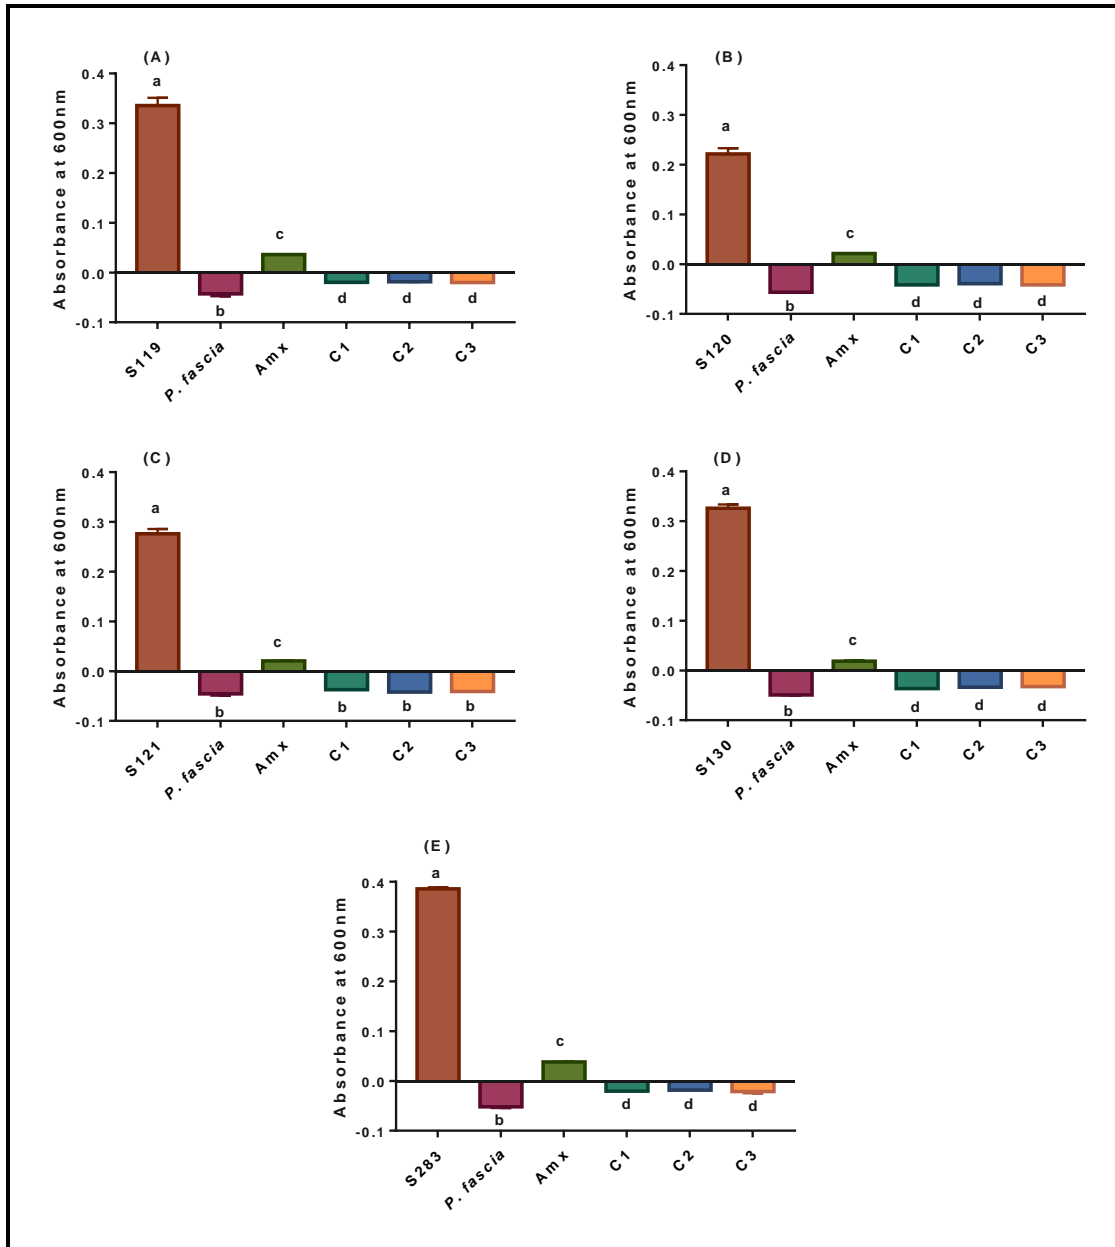 (A)
Absorbance at 600nm
0.4
0.3
0.2
0.1
0.0
-0.1
a
b
c
d
d
d
S119
P. fascia
Amx
C1
C2
C3
(B)
Absorbance at 600nm
0.4
0.3
0.2
0.1
0.0
-0.1
a
b
c
d
d
d
S120
P. fascia
Amx
C1
C2
C3
(C)
Absorbance at 600nm
0.4
0.3
0.2
0.1
0.0
-0.1
a
b
c
b
b
b
S121
P. fascia
Amx
C1
C2
C3
(D)
Absorbance at 600nm
0.4
0.3
0.2
0.1
0.0
-0.1
a
b
c
d
d
d
S130
P. fascia
Amx
C1
C2
C3
(E)
Absorbance at 600nm
0.4
0.3
0.2
0.1
0.0
-0.1
a
b
c
d
d
d
S283
P. fascia
Amx
C1
C2
C3